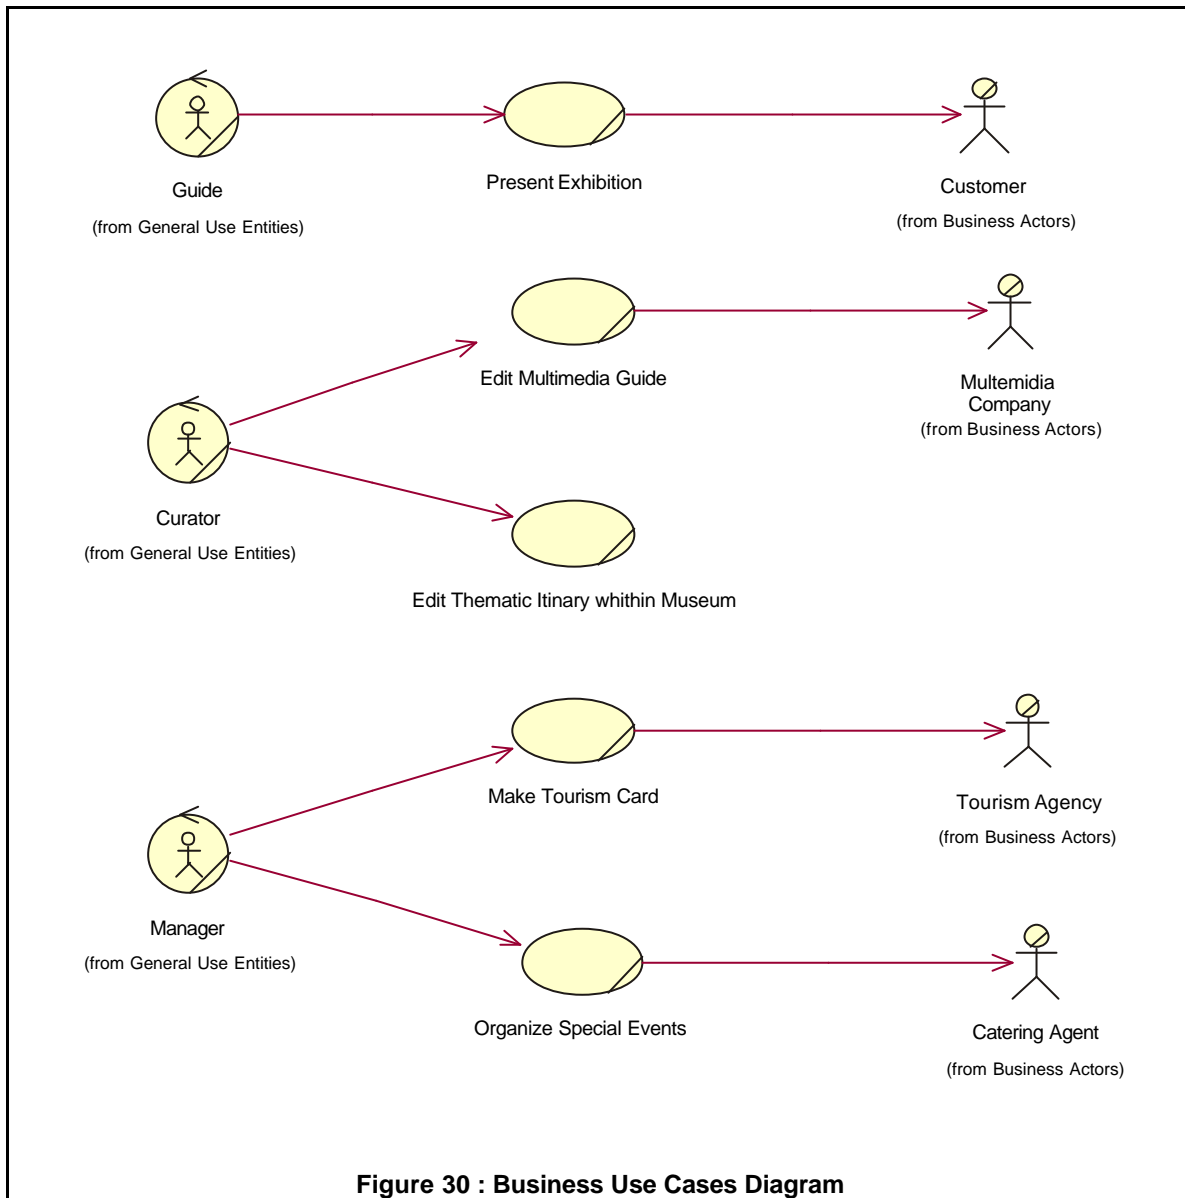 Guide
(from General Use Entities)
Present Exhibition
Customer
(from Business Actors)
Edit Multimedia Guide
Multemidia
Company
(from Business Actors)
Curator
(from General Use Entities)
Edit Thematic Itinary whithin Museum
Make Tourism Card
Tourism Agency
(from Business Actors)
Manager
(from General Use Entities)
Organize Special Events
Catering Agent
(from Business Actors)
Figure 30 : Business Use Cases Diagram